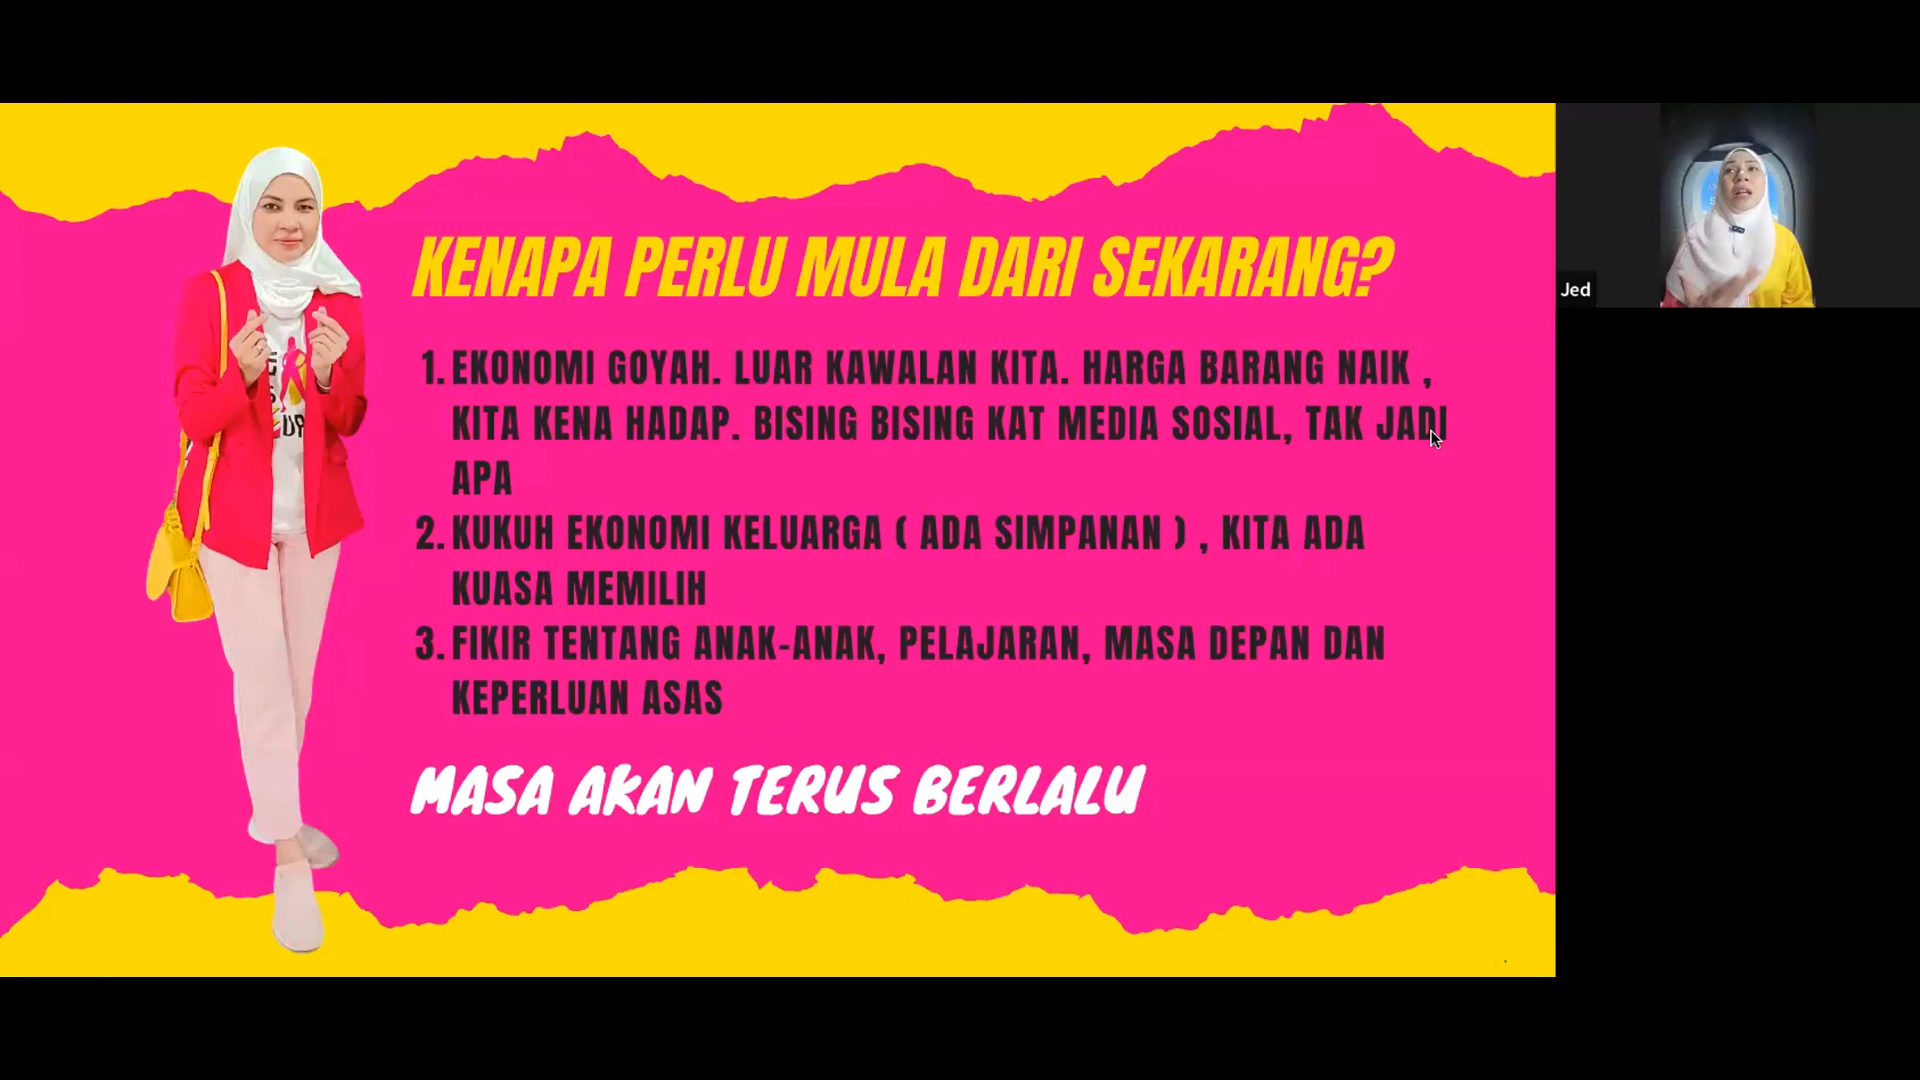 KENAPA PERLU MULA DARI SEKARANG?
1. EKONOMI GOYAH. LUAR KAWALAN KITA. HARGA BARANG NAIK ,
KITA KENA HADAP. BISING BISING KAT MEDIA SOSIAL, TAK JADI
APA
2. KUKUH EKONOMI KELUARGA ( ADA SIMPANAN ) , KITA ADA
KUASA MEMILIH
3. FIKIR TENTANG ANAK-ANAK, PELAJARAN, MASA DEPAN DAN
KEPERLUAN ASAS
MASA AKAN TERUS BERLALU
Jed